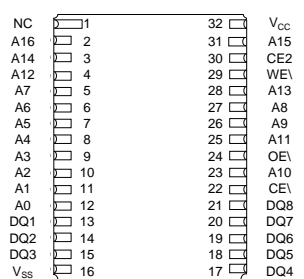 NC 1 32 V_CC
A16 2 31 A15
A14 3 30 CE2
A12 4 29 WE\
A7 5 28 A13
A6 6 27 A8
A5 7 26 A9
A4 8 25 A11
A3 9 24 OE\
A2 10 23 A10
A1 11 22 CE\
A0 12 21 DQ8
DQ1 13 20 DQ7
DQ2 14 19 DQ6
DQ3 15 18 DQ5
V_SS 16 17 DQ4